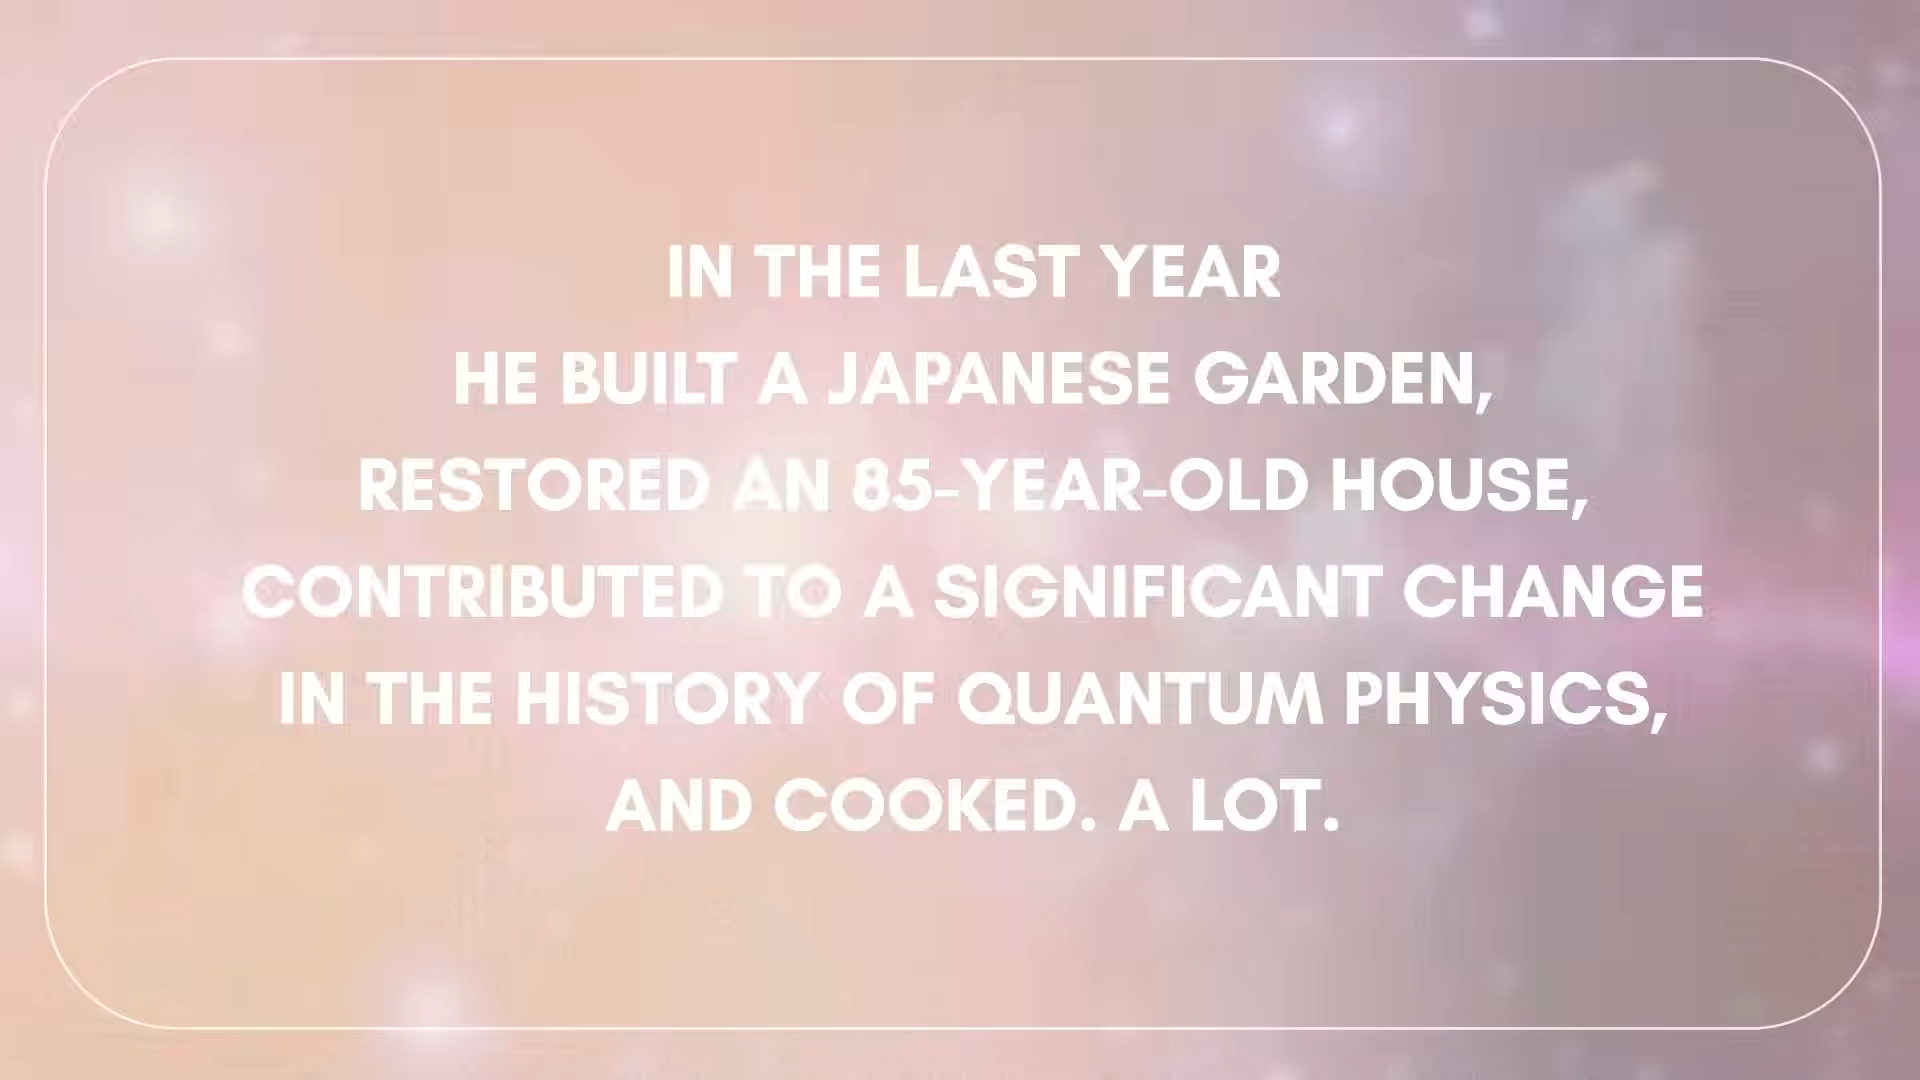 IN THE LAST YEAR
HE BUILT A JAPANESE GARDEN,
RESTORED AN 85-YEAR-OLD HOUSE,
CONTRIBUTED TO A SIGNIFICANT CHANGE
IN THE HISTORY OF QUANTUM PHYSICS,
AND COOKED. A LOT.